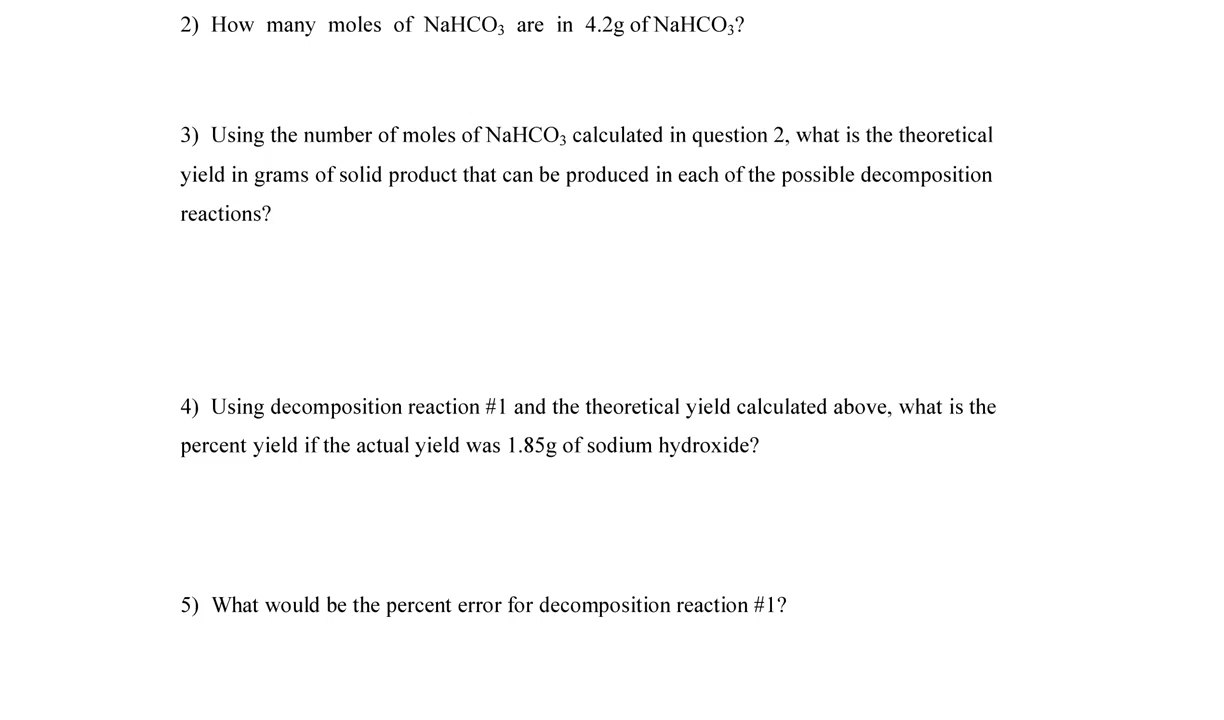 2) How many moles of NaHCO₃ are in 4.2g of NaHCO₃?
3) Using the number of moles of NaHCO₃ calculated in question 2, what is the theoretical
yield in grams of solid product that can be produced in each of the possible decomposition
reactions?
4) Using decomposition reaction #1 and the theoretical yield calculated above, what is the
percent yield if the actual yield was 1.85g of sodium hydroxide?
5) What would be the percent error for decomposition reaction #1?